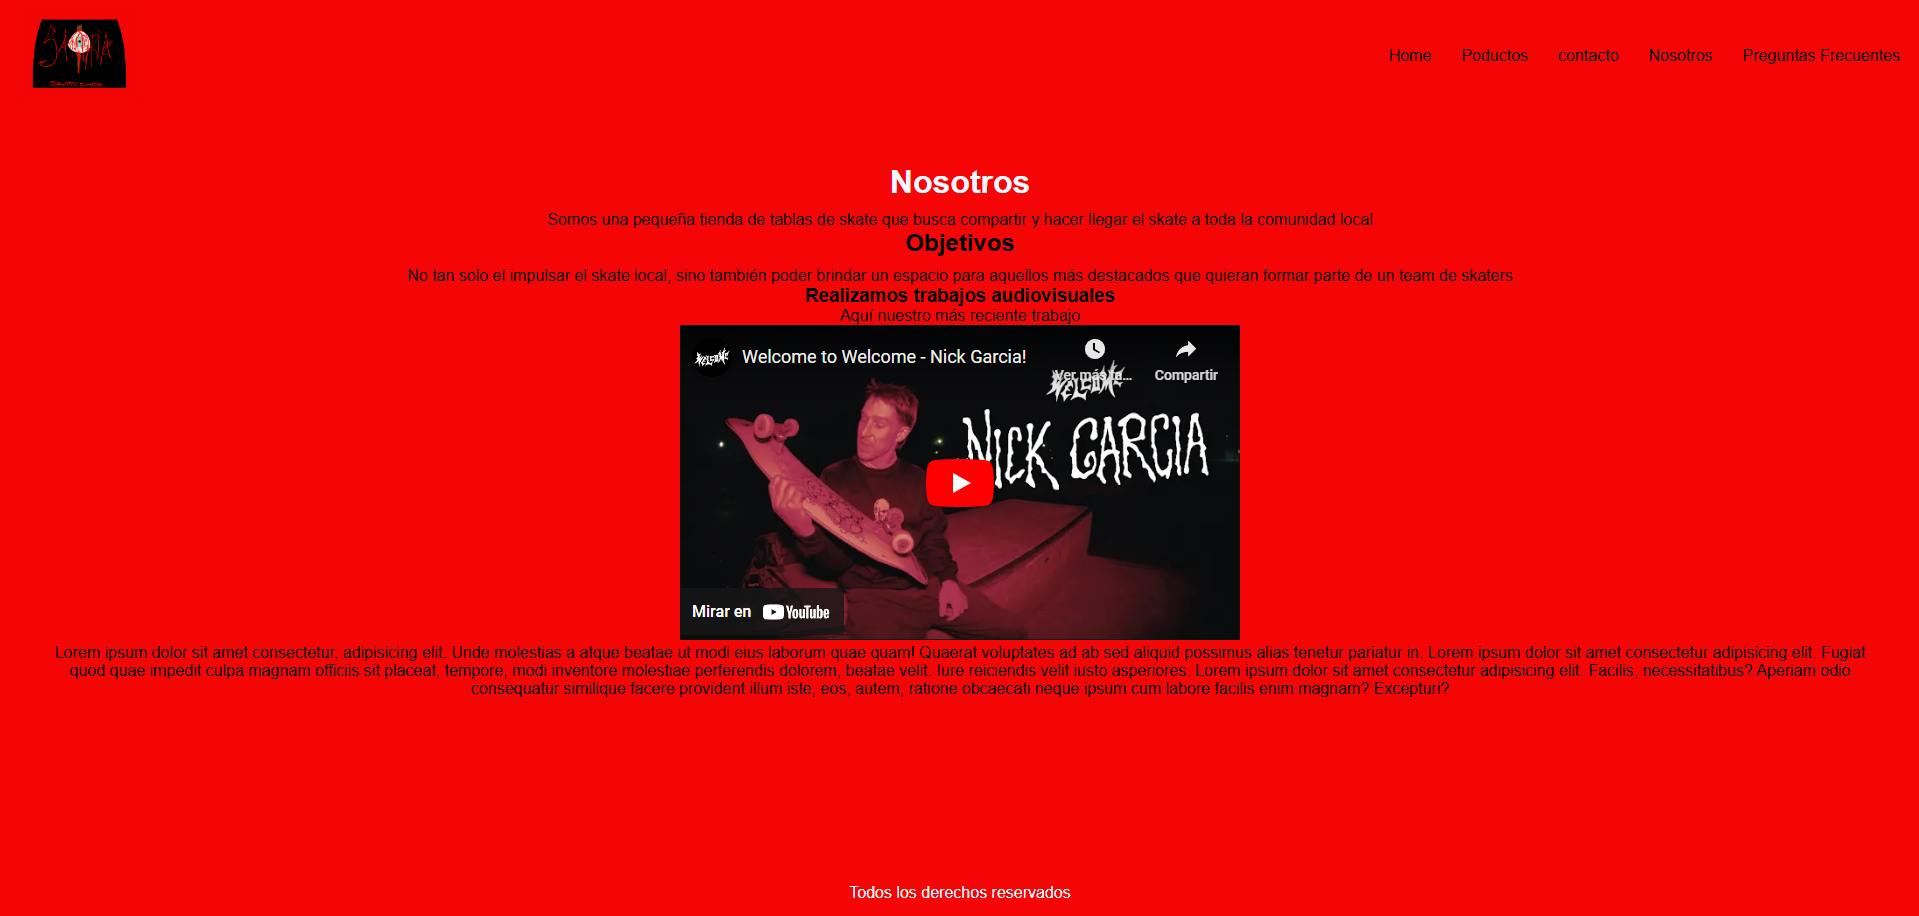 Home Poductos contacto Nosotros Preguntas Frecuentes
Nosotros
Somos una pequeña tienda de tablas de skate que busca compartir y hacer llegar el skate a toda la comunidad local
Objetivos
No tan solo el impulsar el skate local, sino también poder brindar un espacio para aquellos más destacados que quieran formar parte de un team de skaters
Realizamos trabajos audiovisuales
Aquí nuestro más reciente trabajo
WELCOME
Welcome to Welcome - Nick Garcia!
Ver más ta...
Compartir
WELCOME
NICK GARCIA
Mirar en YouTube
Lorem ipsum dolor sit amet consectetur, adipisicing elit. Unde molestias a atque beatae ut modi eius laborum quae quam! Quaerat voluptates ad ab sed aliquid possimus alias tenetur pariatur in. Lorem ipsum dolor sit amet consectetur adipisicing elit. Fugiat
quod quae impedit culpa magnam officiis sit placeat, tempore, modi inventore molestiae perferendis dolorem, beatae velit. Iure reiciendis velit iusto asperiores. Lorem ipsum dolor sit amet consectetur adipisicing elit. Facilis, necessitatibus? Aperiam odio
consequatur similique facere provident illum iste, eos, autem, ratione obcaecati neque ipsum cum labore facilis enim magnam? Excepturi?
Todos los derechos reservados